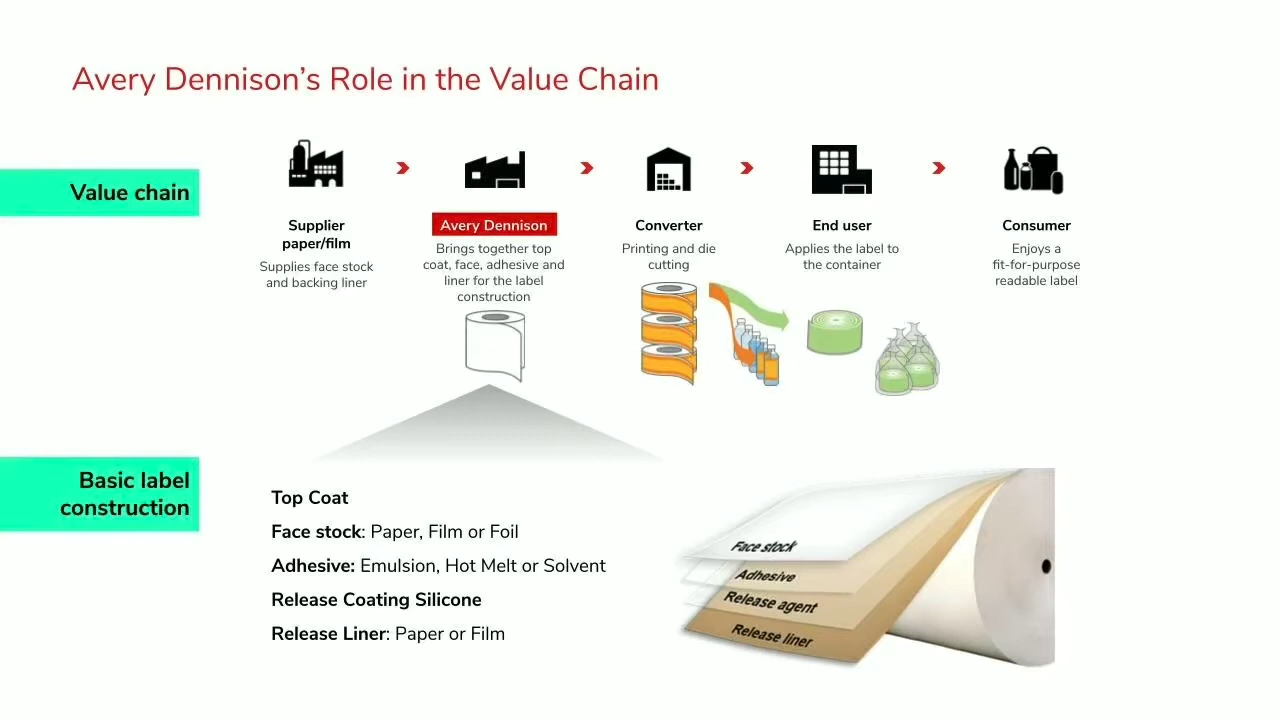 Avery Dennison’s Role in the Value Chain
Value chain
Supplier
paper/film
Supplies face stock
and backing liner
Avery Dennison
Brings together top
coat, face, adhesive and
liner for the label
construction
Converter
Printing and die
cutting
End user
Applies the label to
the container
Consumer
Enjoys a
fit-for-purpose
readable label
Basic label
construction
Top Coat
Face stock: Paper, Film or Foil
Adhesive: Emulsion, Hot Melt or Solvent
Release Coating Silicone
Release Liner: Paper or Film
Face stock
Adhesive
Release agent
Release liner